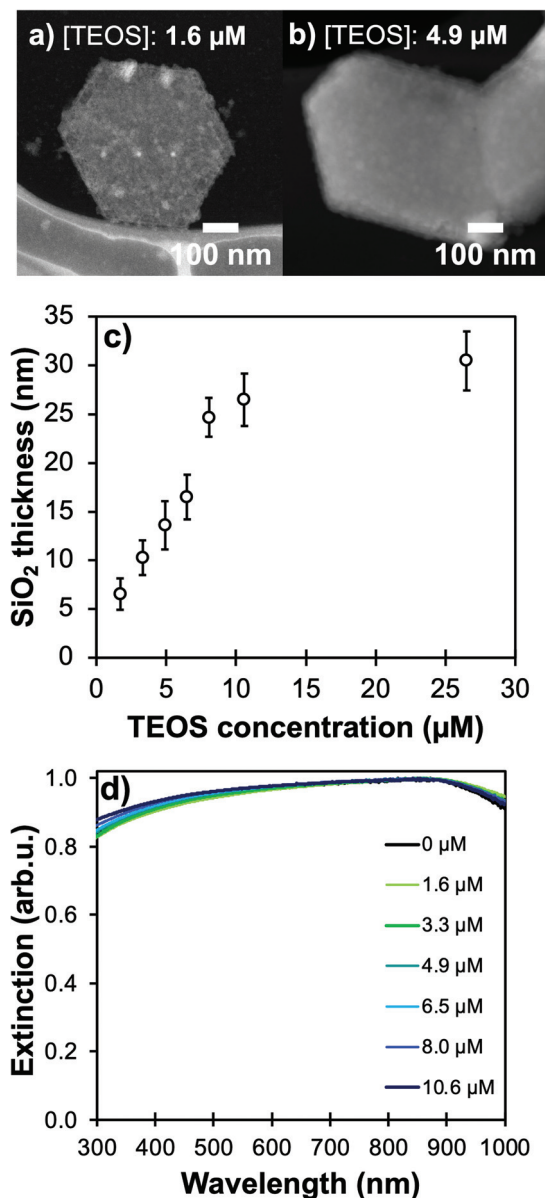 a) [TEOS]: 1.6 µM
100 nm
b) [TEOS]: 4.9 µM
100 nm
c)
SiO₂ thickness (nm)
35
30
25
20
15
10
5
0
0 5 10 15 20 25 30
TEOS concentration (µM)
d)
Extinction (arb.u.)
1.0
0.8
0.6
0.4
0.2
0.0
0 µM
1.6 µM
3.3 µM
4.9 µM
6.5 µM
8.0 µM
10.6 µM
300 400 500 600 700 800 900 1000
Wavelength (nm)